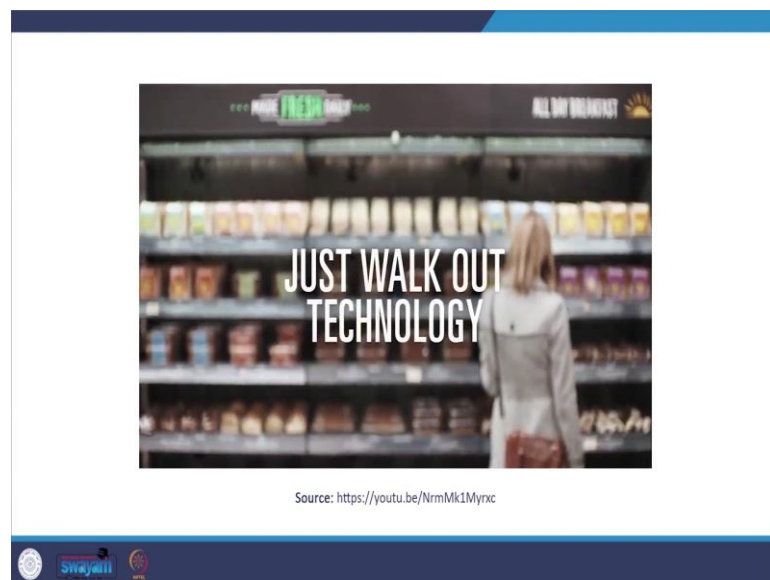 MADE FRESH DAILY
ALL DAY BREAKFAST
JUST WALK OUT
TECHNOLOGY
Source: https://youtu.be/NrmMk1Myrxc
swayam